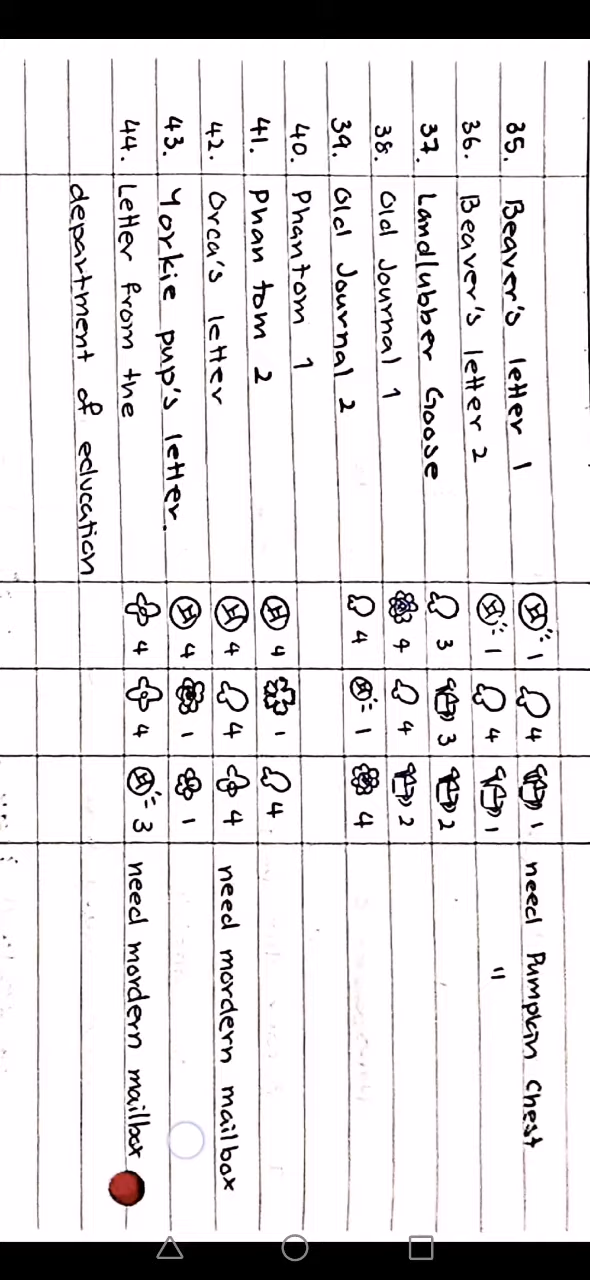 35. Beaver's letter 1 1 4 1 need Pumpkin Chest
36. Beaver's letter 2 1 4 1 "
37. Landlubber Goose 3 3 2
38. Old Journal 1 4 4 2
39. Old Journal 2 4 1 4
40. Phantom 1
41. Phantom 2 4 1 4
42. Orca's letter 4 4 4 need mordern mailbox
43. Yorkie pup's letter. 4 1 1
44. Letter from the 4 4 3 need mordern mailbox
department of education